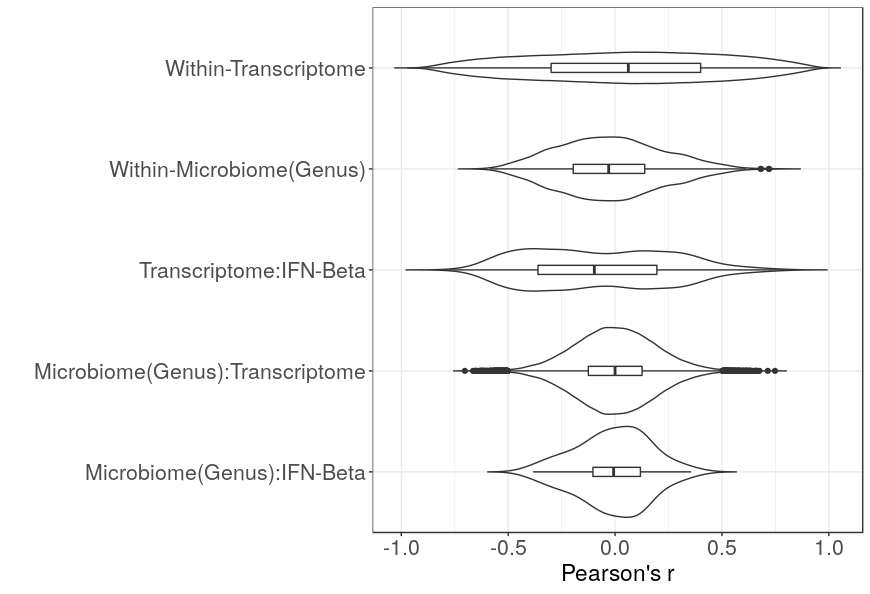 Within-Transcriptome
Within-Microbiome(Genus)
Transcriptome:IFN-Beta
Microbiome(Genus):Transcriptome
Microbiome(Genus):IFN-Beta
-1.0 -0.5 0.0 0.5 1.0
Pearson's r